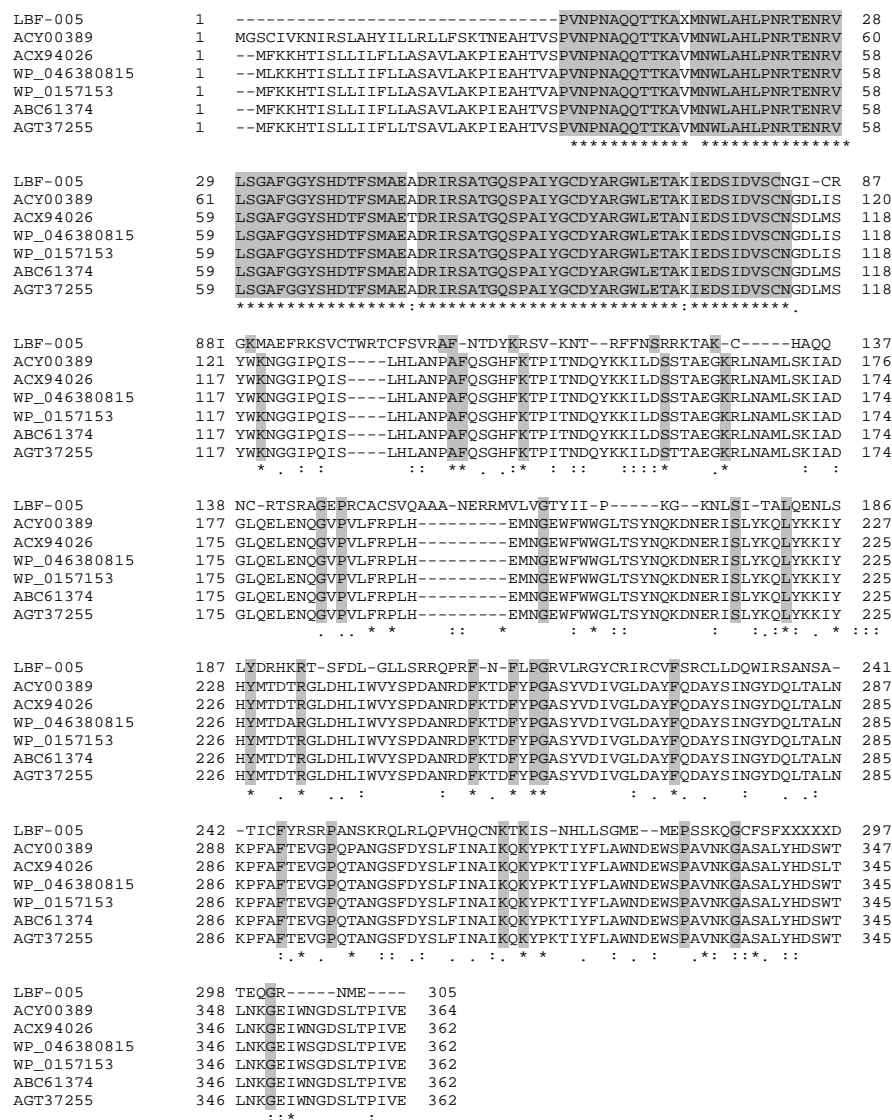 LBF-005 1 --------------------------------PVNPNAQQTTKAXMNWLAHLPNRTENRV 28
ACY00389 1 MGSCIVKNIRSLAHYILLRLLFSKTNEAHTVSPVNPNAQQTTKAVMNWLAHLPNRTENRV 60
ACX94026 1 --MFKKHTISLLILFLLASAVLAKPIEAHTVSPVNPNAQQTTKAVMNWLAHLPNRTENRV 58
WP_046380815 1 --MLKKHTISLLIIFLLASAVLAKPIEAHTVSPVNPNAQQTTKAVMNWLAHLPNRTENRV 58
WP_0157153 1 --MFKKHTISLLIIFLLASAVLAKPIEAHTVSPVNPNAQQTTKAVMNWLAHLPNRTENRV 58
ABC61374 1 --MFKKHTISLLIIFLLASAVLAKPIEAHTVSPVNPNAQQTTKAVMNWLAHLPNRTENRV 58
AGT37255 1 --MFKKHTISLLIIFLLTSAVLAKPIEAHTVSPVNPNAQQTTKAVMNWLAHLPNRTENRV 58
************ ***************
LBF-005 29 LSGAFGGYSHDTFSMAEADRIRSATGQSPAIYGCDYARGWLETAKIEDSIDVSCNGI-CR 87
ACY00389 61 LSGAFGGYSHDTFSMAEADRIRSATGQSPAIYGCDYARGWLETAKIEDSIDVSCNGDLIS 120
ACX94026 59 LSGAFGGYSHDTFSMAETDRIRSATGQSPAIYGCDYARGWLETANIEDSIDVSCNSDLMS 118
WP_046380815 59 LSGAFGGYSHDTFSMAEADRIRSATGQSPAIYGCDYARGWLETAKIEDSIDVSCNGDLIS 118
WP_0157153 59 LSGAFGGYSHDTFSMAEADRIRSATGQSPAIYGCDYARGWLETAKIEDSIDVSCNGDLIS 118
ABC61374 59 LSGAFGGYSHDTFSMAEADRIRSATGQSPAIYGCDYARGWLETAKIEDSIDVSCNGDLMS 118
AGT37255 59 LSGAFGGYSHDTFSMAEADRIRSATGQSPAIYGCDYARGWLETAKIEDSIDVSCNGDLMS 118
*****************:**************************:**********.
LBF-005 88I GKMAEFRKSVCTWRTCFSVRAF-NTDYKRSV-KNT--RFFNSRRKTAK-C-----HAQQ 137
ACY00389 121 YWKNGGIPQIS----LHLANPAFQSGHFKTPITNDQYKKILDSSTAEGKRLNAMLSKIAD 176
ACX94026 117 YWKNGGIPQIS----LHLANPAFQSGHFKTPITNDQYKKILDSSTAEGKRLNAMLSKIAD 174
WP_046380815 117 YWKNGGIPQIS----LHLANPAFQSGHFKTPITNDQYKKILDSSTAEGKRLNAMLSKIAD 174
WP_0157153 117 YWKNGGIPQIS----LHLANPAFQSGHFKTPITNDQYKKILDSSTAEGKRLNAMLSKIAD 174
ABC61374 117 YWKNGGIPQIS----LHLANPAFQSGHFKTPITNDQYKKILDSSTAEGKRLNAMLSKIAD 174
AGT37255 117 YWKNGGIPQIS----LHLANPAFQSGHFKTPITNDQYKKILDSTTAEGKRLNAMLSKIAD 174
* . : : :: ** . .:* : :: ::::* .* : :
LBF-005 138 NC-RTSRAGEPRCACSVQAAA-NERRMVLVGTYII-P-----KG--KNLSI-TALQENLS 186
ACY00389 177 GLQELENQGVPVLFRPLH---------EMNGEWFWWGLTSYNQKDNERISLYKQLYKKIY 227
ACX94026 175 GLQELENQGVPVLFRPLH---------EMNGEWFWWGLTSYNQKDNERISLYKQLYKKIY 225
WP_046380815 175 GLQELENQGVPVLFRPLH---------EMNGEWFWWGLTSYNQKDNERISLYKQLYKKIY 225
WP_0157153 175 GLQELENQGVPVLFRPLH---------EMNGEWFWWGLTSYNQKDNERISLYKQLYKKIY 225
ABC61374 175 GLQELENQGVPVLFRPLH---------EMNGEWFWWGLTSYNQKDNERISLYKQLYKKIY 225
AGT37255 175 GLQELENQGVPVLFRPLH---------EMNGEWFWWGLTSYNQKDNERISLYKQLYKKIY 225
. .. * * :: * : :: : :.:*: * :::
LBF-005 187 LYDRHKRT-SFDL-GLLSRRQPRF-N-FLPGRVLRGYCRIRCVFSRCLLDQWIRSANSA- 241
ACY00389 228 HYMTDTRGLDHLIWVYSPDANRDFKTDFYPGASYVDIVGLDAYFQDAYSINGYDQLTALN 287
ACX94026 226 HYMTDTRGLDHLIWVYSPDANRDFKTDFYPGASYVDIVGLDAYFQDAYSINGYDQLTALN 285
WP_046380815 226 HYMTDARGLDHLIWVYSPDANRDFKTDFYPGASYVDIVGLDAYFQDAYSINGYDQLTALN 285
WP_0157153 226 HYMTDTRGLDHLIWVYSPDANRDFKTDFYPGASYVDIVGLDAYFQDAYSINGYDQLTALN 285
ABC61374 226 HYMTDTRGLDHLIWVYSPDANRDFKTDFYPGASYVDIVGLDAYFQDAYSINGYDQLTALN 285
AGT37255 226 HYMTDTRGLDHLIWVYSPDANRDFKTDFYPGASYVDIVGLDAYFQDAYSINGYDQLTALN 285
* . * .. : : * * ** : . *. . : : . :
LBF-005 242 -TICFYRSRPANSKRQLRLQPVHQCNKTKIS-NHLLSGME--MEPSSKQGCFSFXXXXXD 297
ACY00389 288 KPFAFTEVGPQPANGSFDYSLFINAIKQKYPKTIYFLAWNDEWSPAVNKGASALYHDSWT 347
ACX94026 286 KPFAFTEVGPQTANGSFDYSLFINAIKQKYPKTIYFLAWNDEWSPAVNKGASALYHDSLT 345
WP_046380815 286 KPFAFTEVGPQTANGSFDYSLFINAIKQKYPKTIYFLAWNDEWSPAVNKGASALYHDSWT 345
WP_0157153 286 KPFAFTEVGPQTANGSFDYSLFINAIKQKYPKTIYFLAWNDEWSPAVNKGASALYHDSWT 345
ABC61374 286 KPFAFTEVGPQTANGSFDYSLFINAIKQKYPKTIYFLAWNDEWSPAVNKGASALYHDSWT 345
AGT37255 286 KPFAFTEVGPQTANGSFDYSLFINAIKQKYPKTIYFLAWNDEWSPAVNKGASALYHDSWT 345
:.* * :: : . . . * * . : . : .*: ::*. : :
LBF-005 298 TEQGR-----NME---- 305
ACY00389 348 LNKGEIWNGDSLTPIVE 364
ACX94026 346 LNKGEIWNGDSLTPIVE 362
WP_046380815 346 LNKGEIWSGDSLTPIVE 362
WP_0157153 346 LNKGEIWSGDSLTPIVE 362
ABC61374 346 LNKGEIWNGDSLTPIVE 362
AGT37255 346 LNKGEIWNGDSLTPIVE 362
::* :